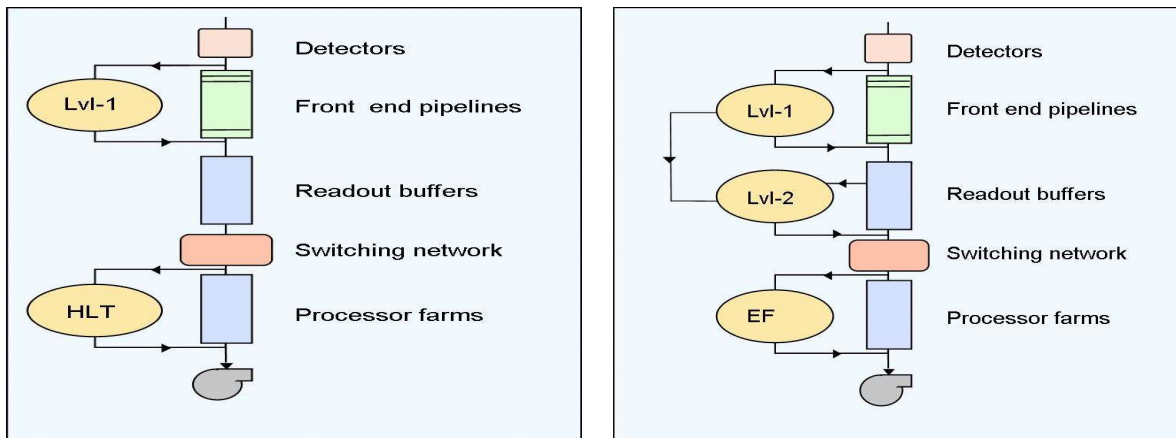 Detectors
Lvl-1
Front end pipelines
Readout buffers
Switching network
HLT
Processor farms
Detectors
Lvl-1
Front end pipelines
Lvl-2
Readout buffers
Switching network
EF
Processor farms